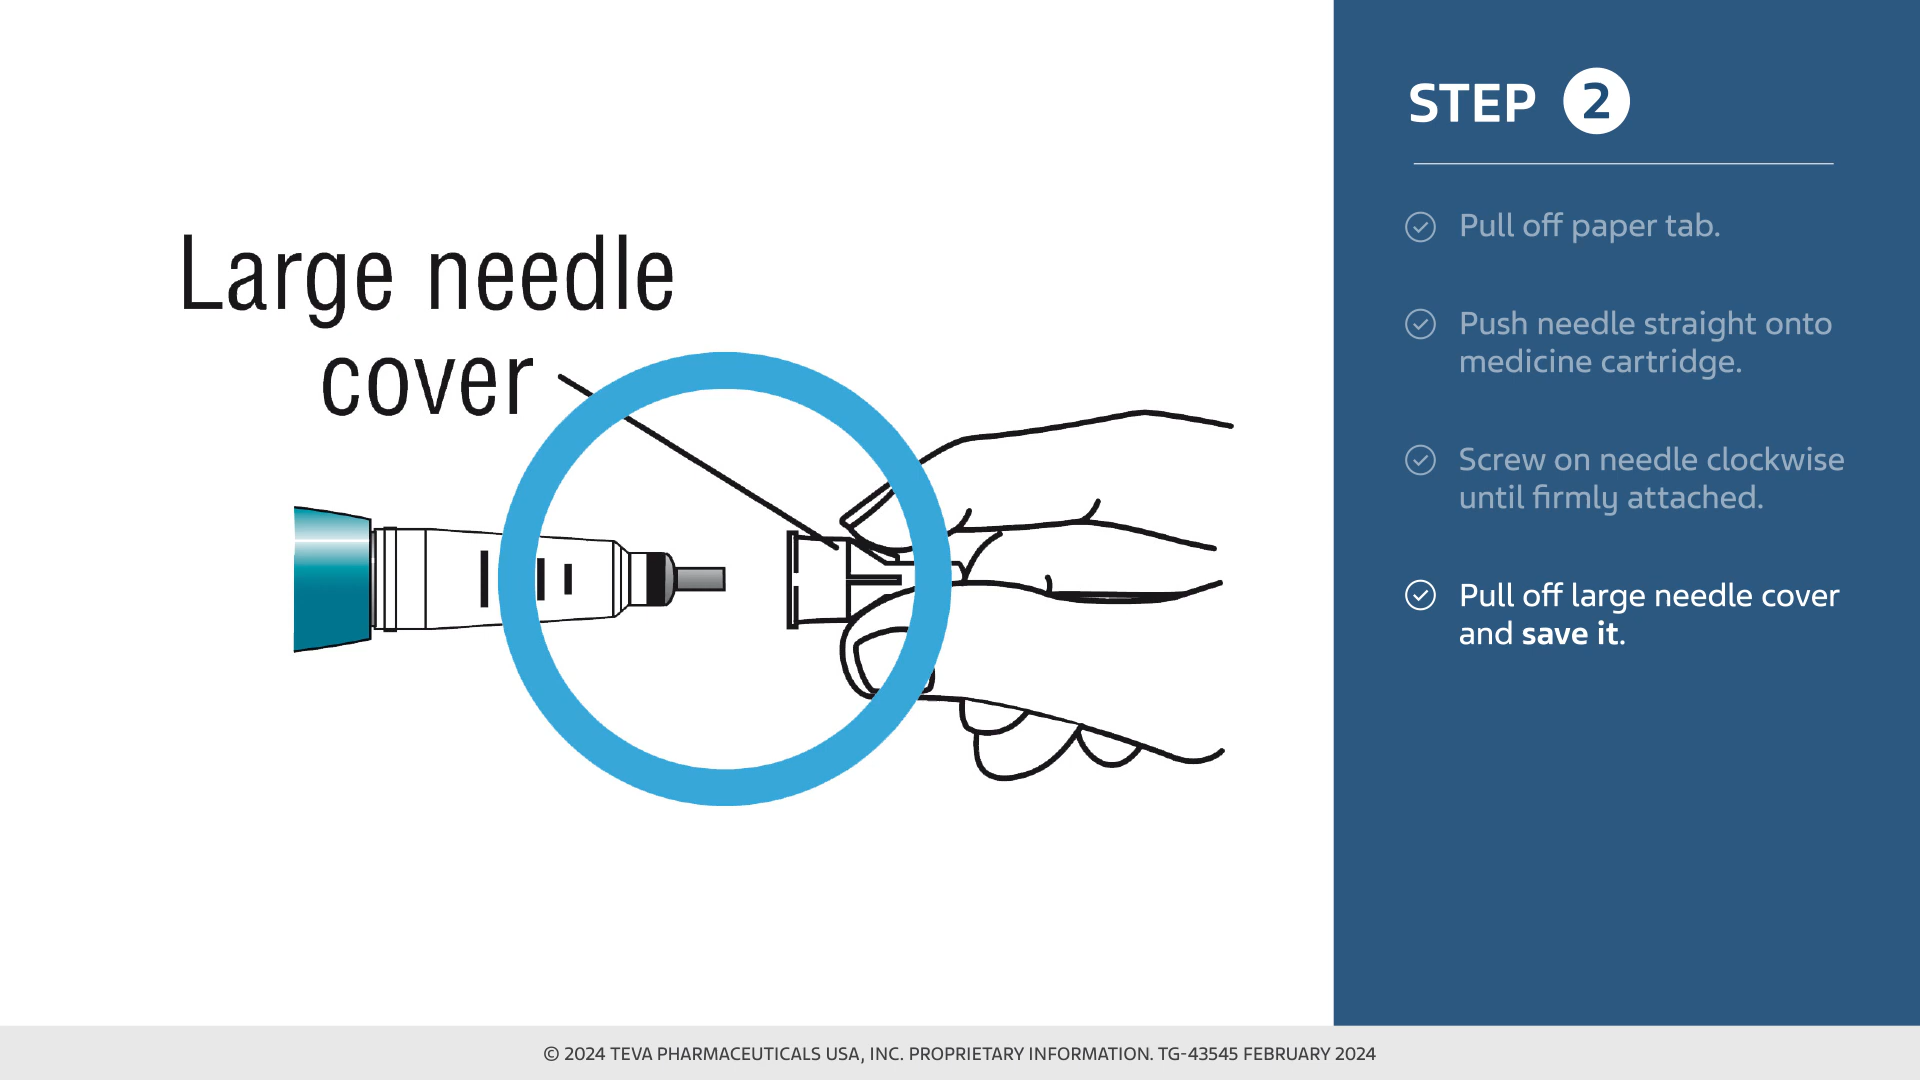 Large needle
cover
STEP 2
Pull off paper tab.
Push needle straight onto
medicine cartridge.
Screw on needle clockwise
until firmly attached.
Pull off large needle cover
and save it.
© 2024 TEVA PHARMACEUTICALS USA, INC. PROPRIETARY INFORMATION. TG-43545 FEBRUARY 2024